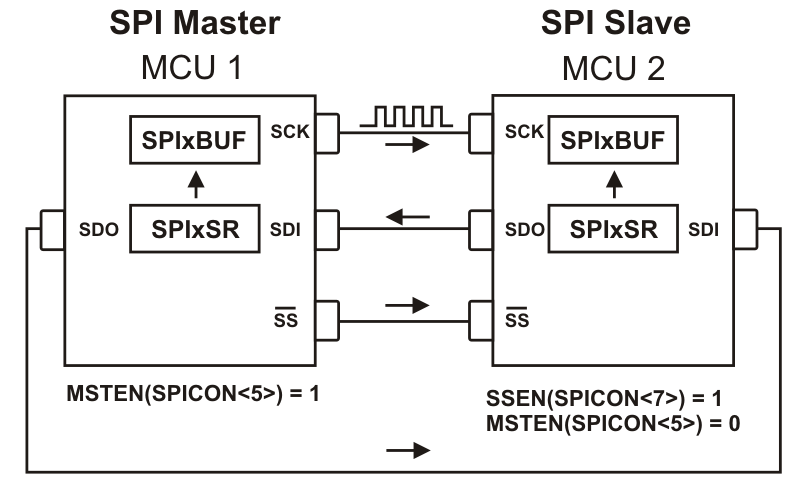 SPI Master
MCU 1
SPI Slave
MCU 2
SPIxBUF
SCK
SDO
SPIxSR
SDI
SS
MSTEN(SPICON<5>) = 1
SCK
SPIxBUF
SDO
SPIxSR
SDI
SS
SSEN(SPICON<7>) = 1
MSTEN(SPICON<5>) = 0